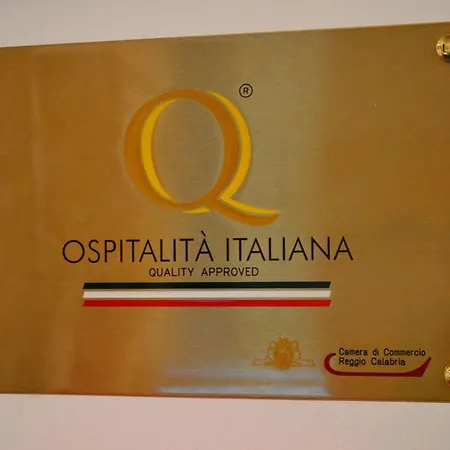 Q ®
OSPITALITÀ ITALIANA
QUALITY APPROVED
Camera di Commercio
Reggio Calabria